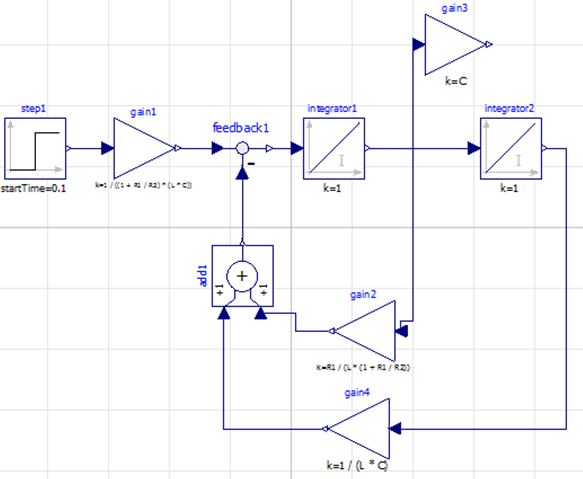 gain3
k=C
step1
gain1
feedback1
integrator1
integrator2
I
I
startTime=0.1
k=1 / ((1 + R1 / R2) * (L * C))
k=1
k=1
-
add1
+
+1
+1
gain2
k=R1 / (L * (1 + R1 / R2))
gain4
k=1 / (L * C)